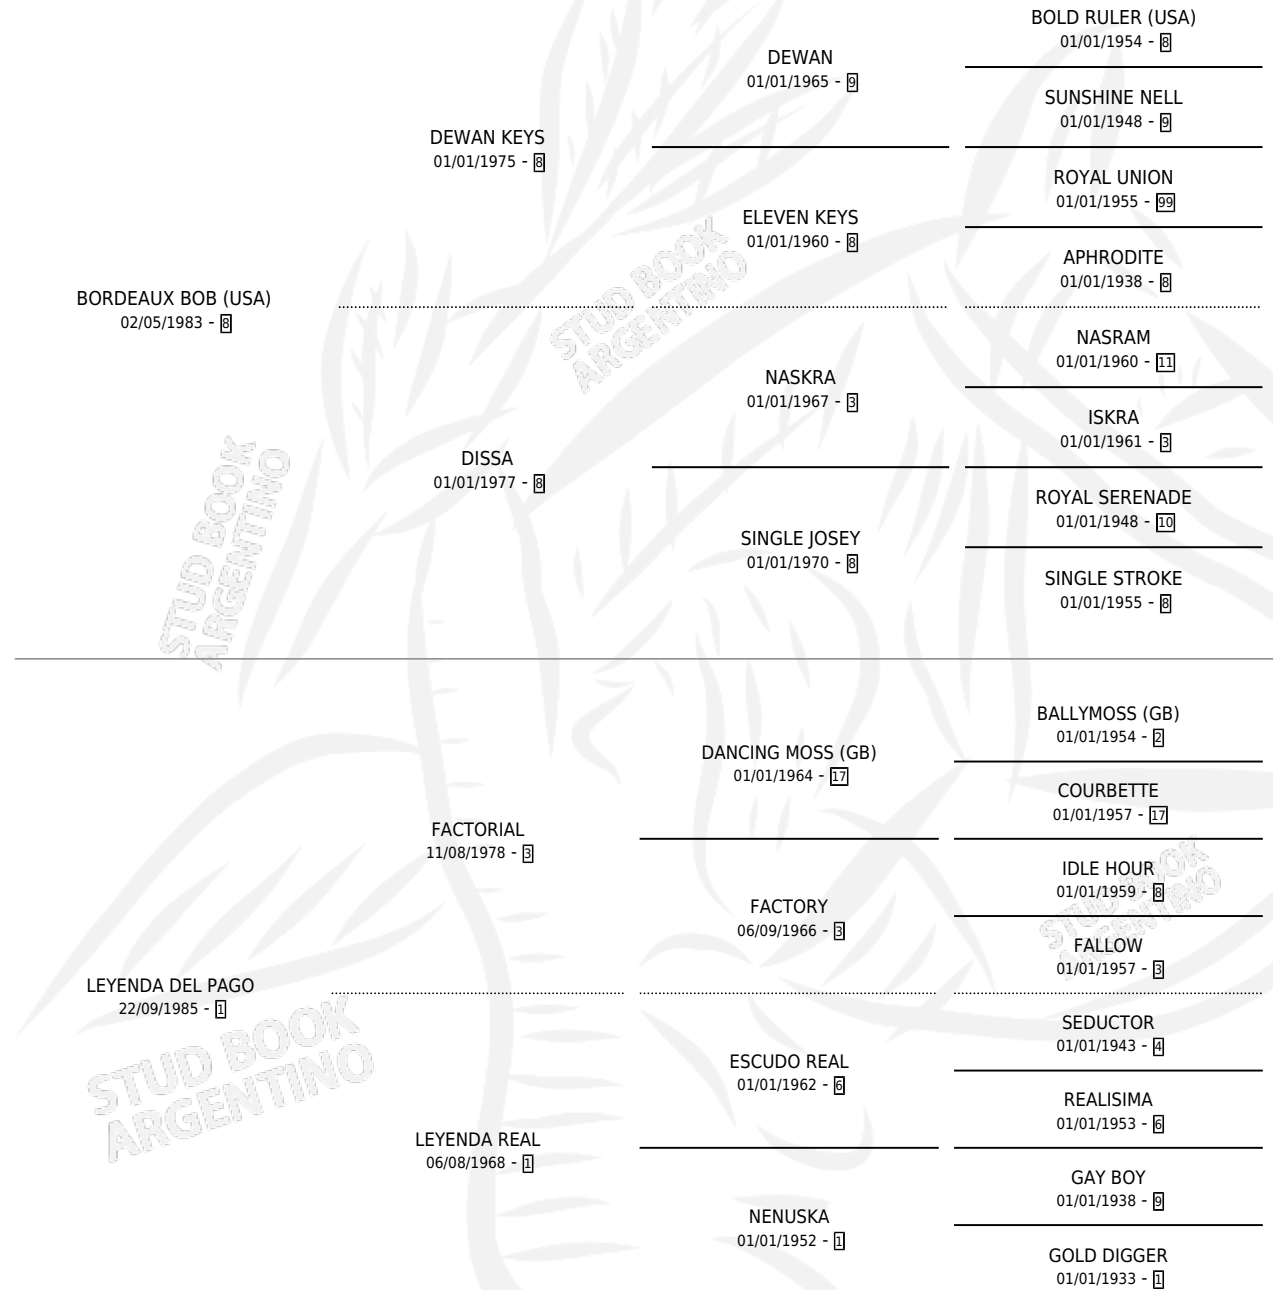 BOLD RULER (USA)
01/01/1954 - 8
DEWAN
01/01/1965 - 9
SUNSHINE NELL
01/01/1948 - 9
DEWAN KEYS
01/01/1975 - 8
ROYAL UNION
01/01/1955 - 99
ELEVEN KEYS
01/01/1960 - 8
APHRODITE
01/01/1938 - 8
BORDEAUX BOB (USA)
02/05/1983 - 8
STUD BOOK
ARGENTINO
NASRAM
01/01/1960 - 11
NASKRA
01/01/1967 - 3
ISKRA
01/01/1961 - 3
DISSA
01/01/1977 - 8
ROYAL SERENADE
01/01/1948 - 10
SINGLE JOSEY
01/01/1970 - 8
SINGLE STROKE
01/01/1955 - 8
STUD BOOK
ARGENTINO
BALLYMOSS (GB)
01/01/1954 - 2
DANCING MOSS (GB)
01/01/1964 - 17
COURBETTE
01/01/1957 - 17
FACTORIAL
11/08/1978 - 3
IDLE HOUR
01/01/1959 - 8
FACTORY
06/09/1966 - 3
FALLOW
01/01/1957 - 3
STUD BOOK
ARGENTINO
LEYENDA DEL PAGO
22/09/1985 - 1
SEDUCTOR
01/01/1943 - 4
ESCUDO REAL
01/01/1962 - 6
REALISIMA
01/01/1953 - 6
STUD BOOK
ARGENTINO
LEYENDA REAL
06/08/1968 - 1
GAY BOY
01/01/1938 - 9
NENUSKA
01/01/1952 - 1
GOLD DIGGER
01/01/1933 - 1